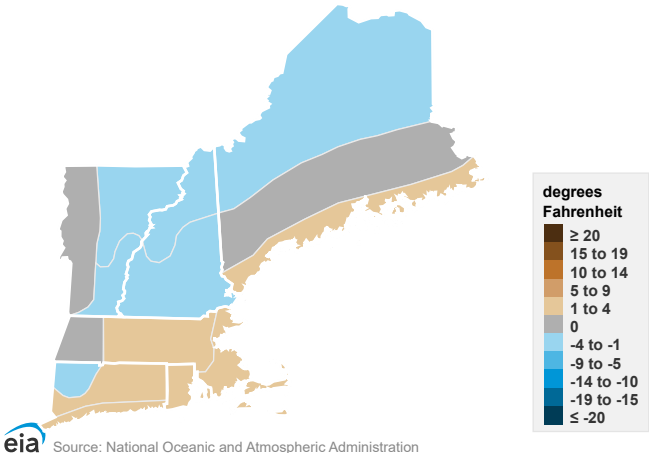 degrees
Fahrenheit
≥ 20
15 to 19
10 to 14
5 to 9
1 to 4
0
-4 to -1
-9 to -5
-14 to -10
-19 to -15
≤ -20
eia
Source: National Oceanic and Atmospheric Administration